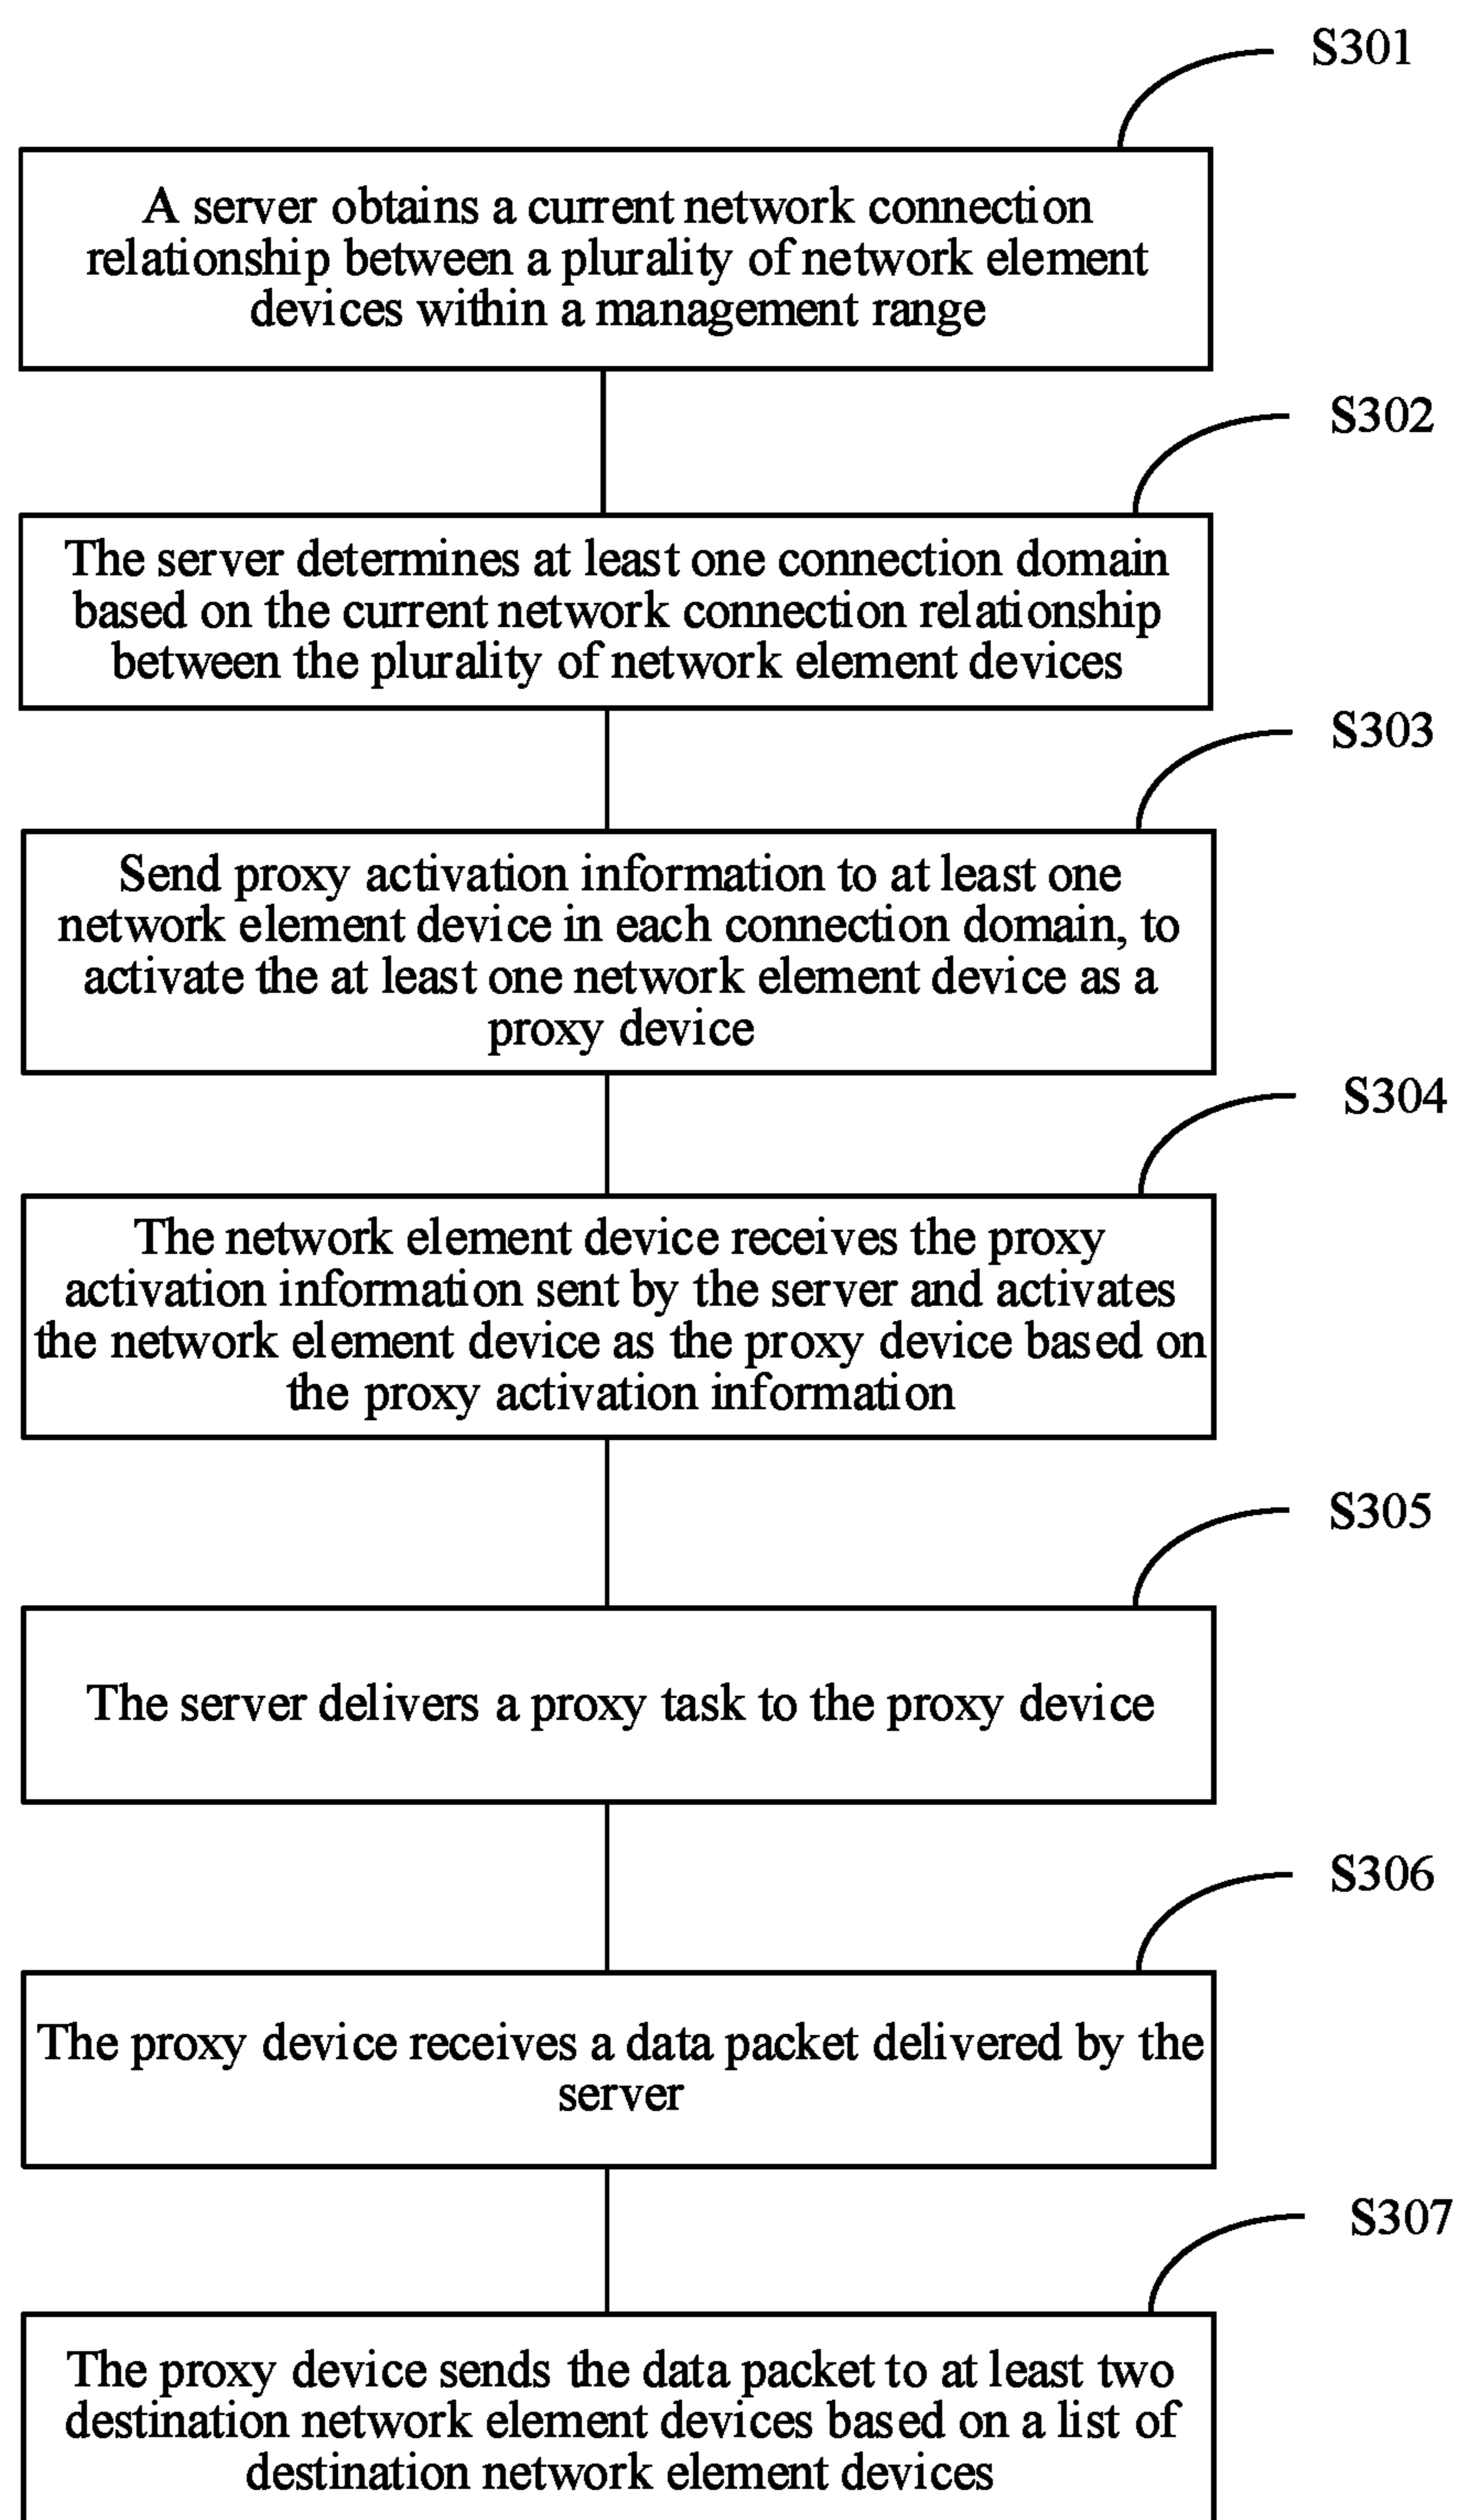 S301
A server obtains a current network connection
relationship between a plurality of network element
devices within a management range
S302
The server determines at least one connection domain
based on the current network connection relationship
between the plurality of network element devices
S303
Send proxy activation information to at least one
network element device in each connection domain, to
activate the at least one network element device as a
proxy device
S304
The network element device receives the proxy
activation information sent by the server and activates
the network element device as the proxy device based on
the proxy activation information
S305
The server delivers a proxy task to the proxy device
S306
The proxy device receives a data packet delivered by the
server
S307
The proxy device sends the data packet to at least two
destination network element devices based on a list of
destination network element devices